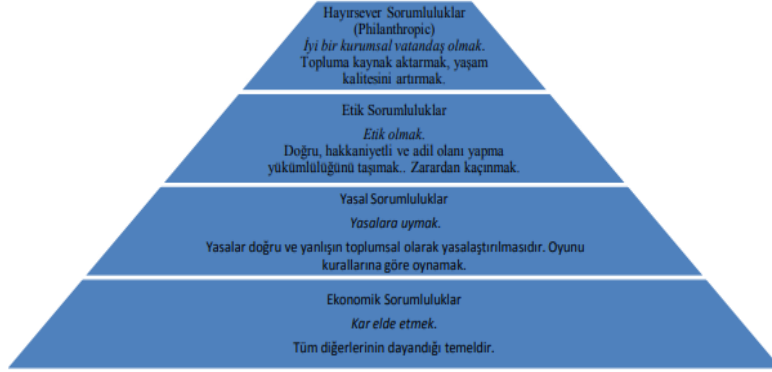 Hayırsever Sorumluluklar
(Philanthropic)
İyi bir kurumsal vatandaş olmak.
Topluma kaynak aktarmak, yaşam
kalitesini artırmak.
Etik Sorumluluklar
Etik olmak.
Doğru, hakkaniyetli ve adil olanı yapma
yükümlülüğünü taşımak.. Zarardan kaçınmak.
Yasal Sorumluluklar
Yasalara uymak.
Yasalar doğru ve yanlışın toplumsal olarak yasalaştırılmasıdır. Oyunu
kurallarına göre oynamak.
Ekonomik Sorumluluklar
Kar elde etmek.
Tüm diğerlerinin dayandığı temeldir.